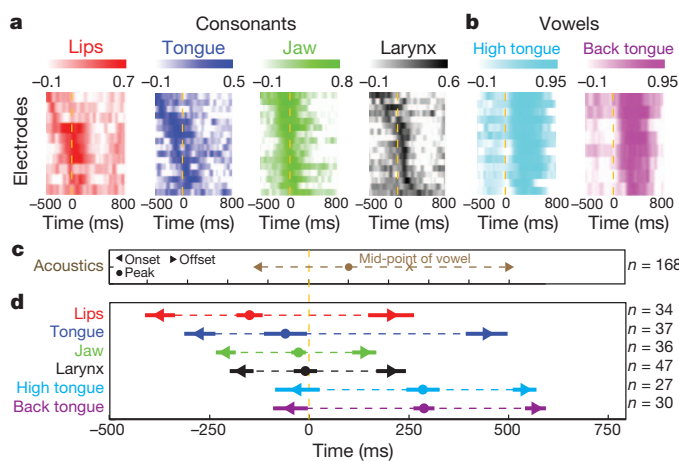 a Consonants b Vowels
Lips Tongue Jaw Larynx High tongue Back tongue
−0.1 0.7 −0.1 0.5 −0.1 0.8 −0.1 0.6 −0.1 0.95 −0.1 0.95
Electrodes
−500 0 800 −500 0 800 −500 0 800 −500 0 800 −500 0 800 −500 0 800
Time (ms) Time (ms) Time (ms) Time (ms) Time (ms) Time (ms)
c
Onset Offset Mid-point of vowel
Peak
Acoustics x n = 168
d
Lips n = 34
Tongue n = 37
Jaw n = 36
Larynx n = 47
High tongue n = 27
Back tongue n = 30
−500 −250 0 250 500 750
Time (ms)